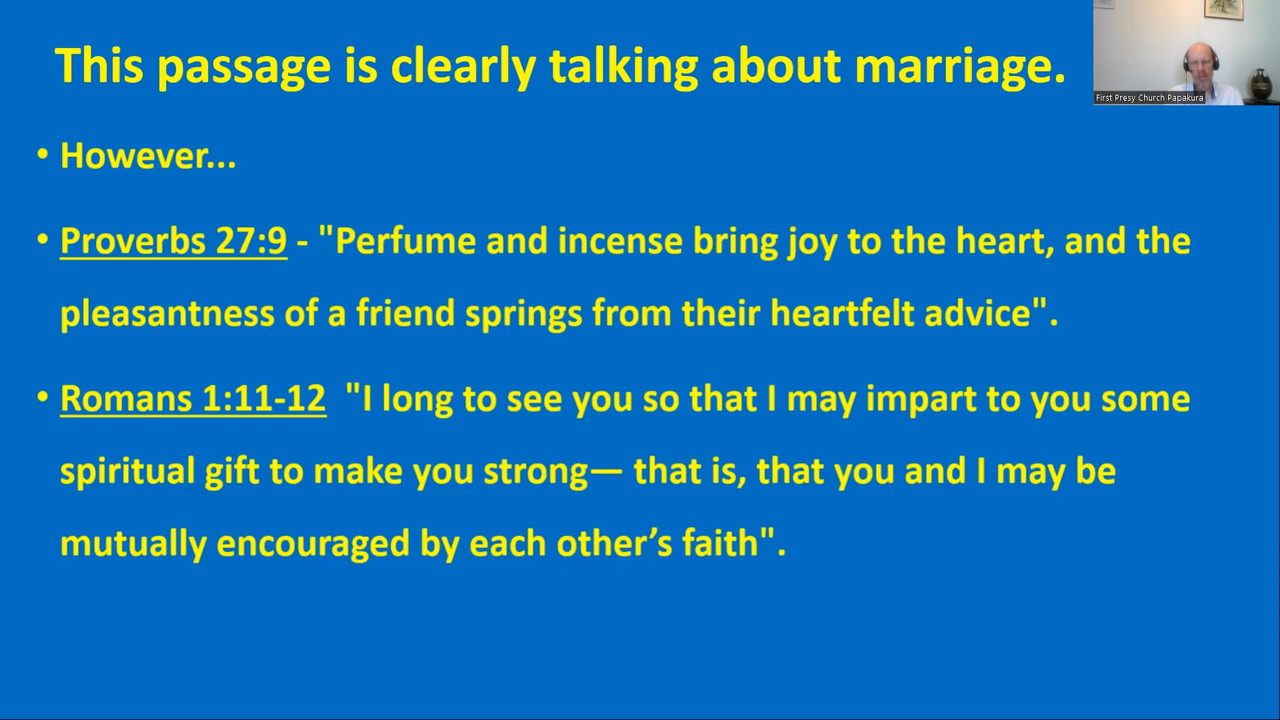 This passage is clearly talking about marriage.
First Presy Church Papakura
• However...
• Proverbs 27:9 - "Perfume and incense bring joy to the heart, and the
pleasantness of a friend springs from their heartfelt advice".
• Romans 1:11-12 "I long to see you so that I may impart to you some
spiritual gift to make you strong— that is, that you and I may be
mutually encouraged by each other’s faith".